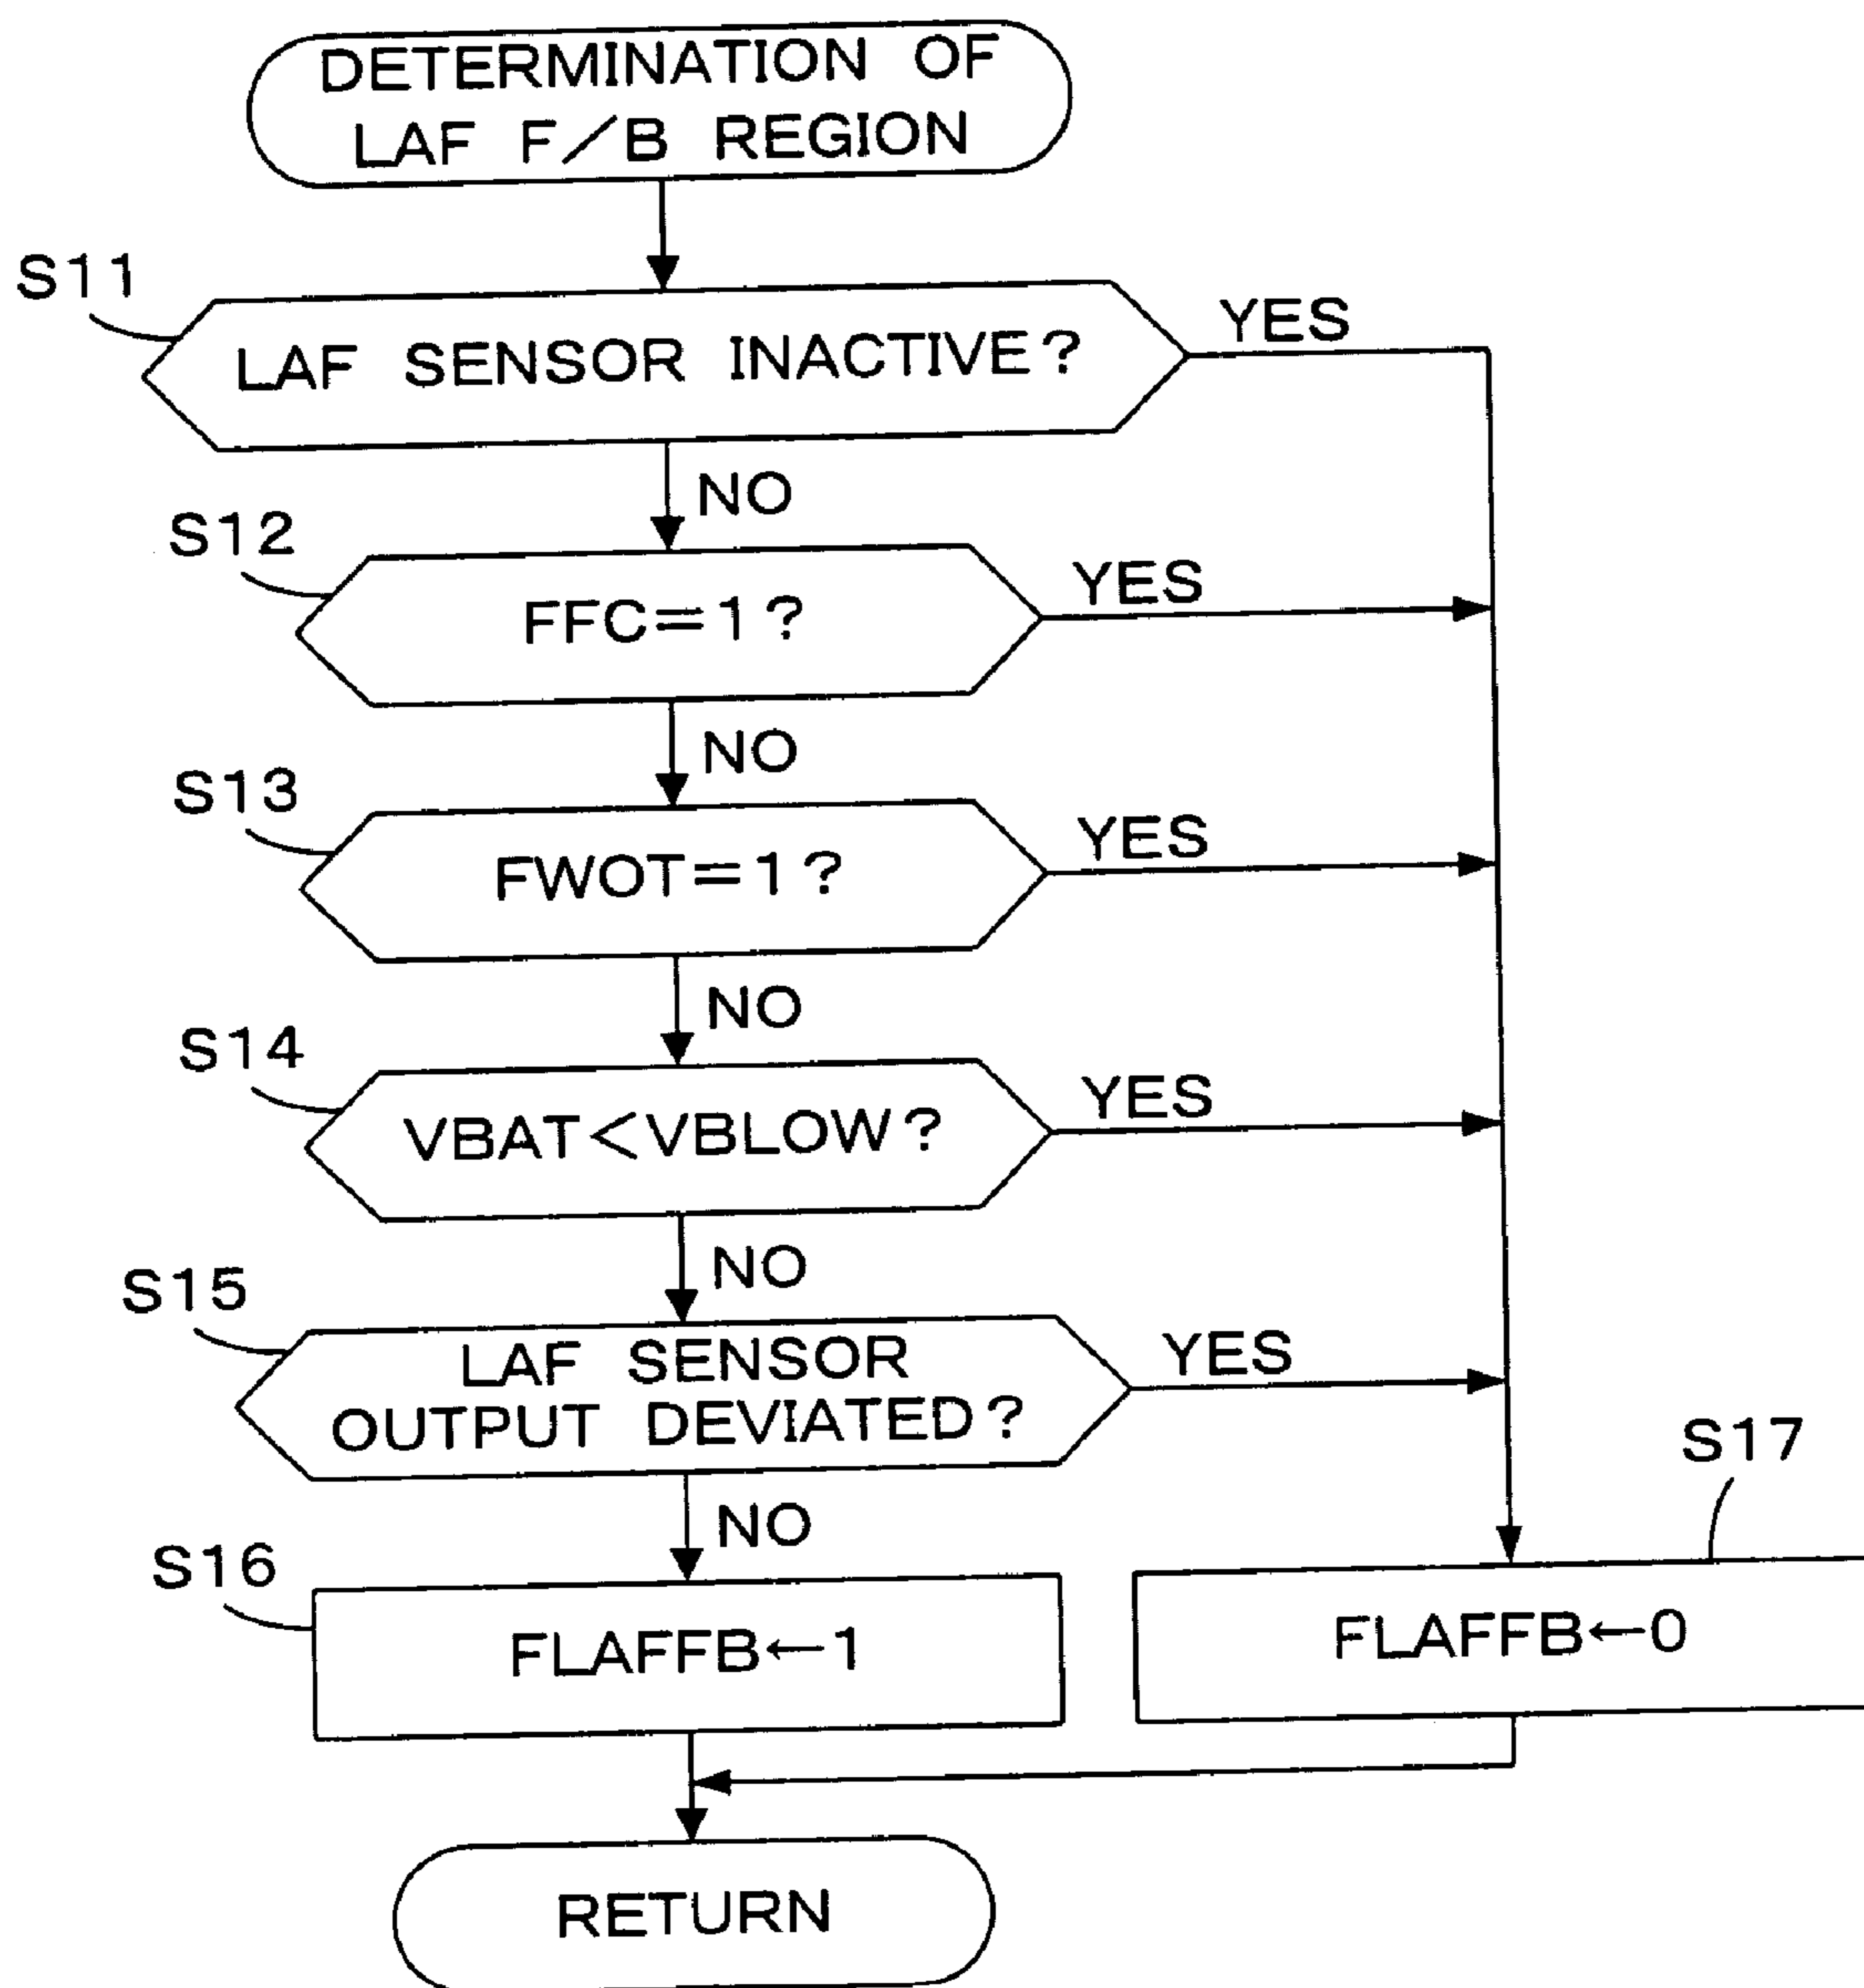 DETERMINATION OF
LAF F/B REGION
S11
LAF SENSOR INACTIVE?
YES
NO
S12
FFC=1?
YES
NO
S13
FWOT=1?
YES
NO
S14
VBAT<VBLOW?
YES
NO
S15
LAF SENSOR
OUTPUT DEVIATED?
YES
NO
S16
FLAFFB←1
S17
FLAFFB←0
RETURN